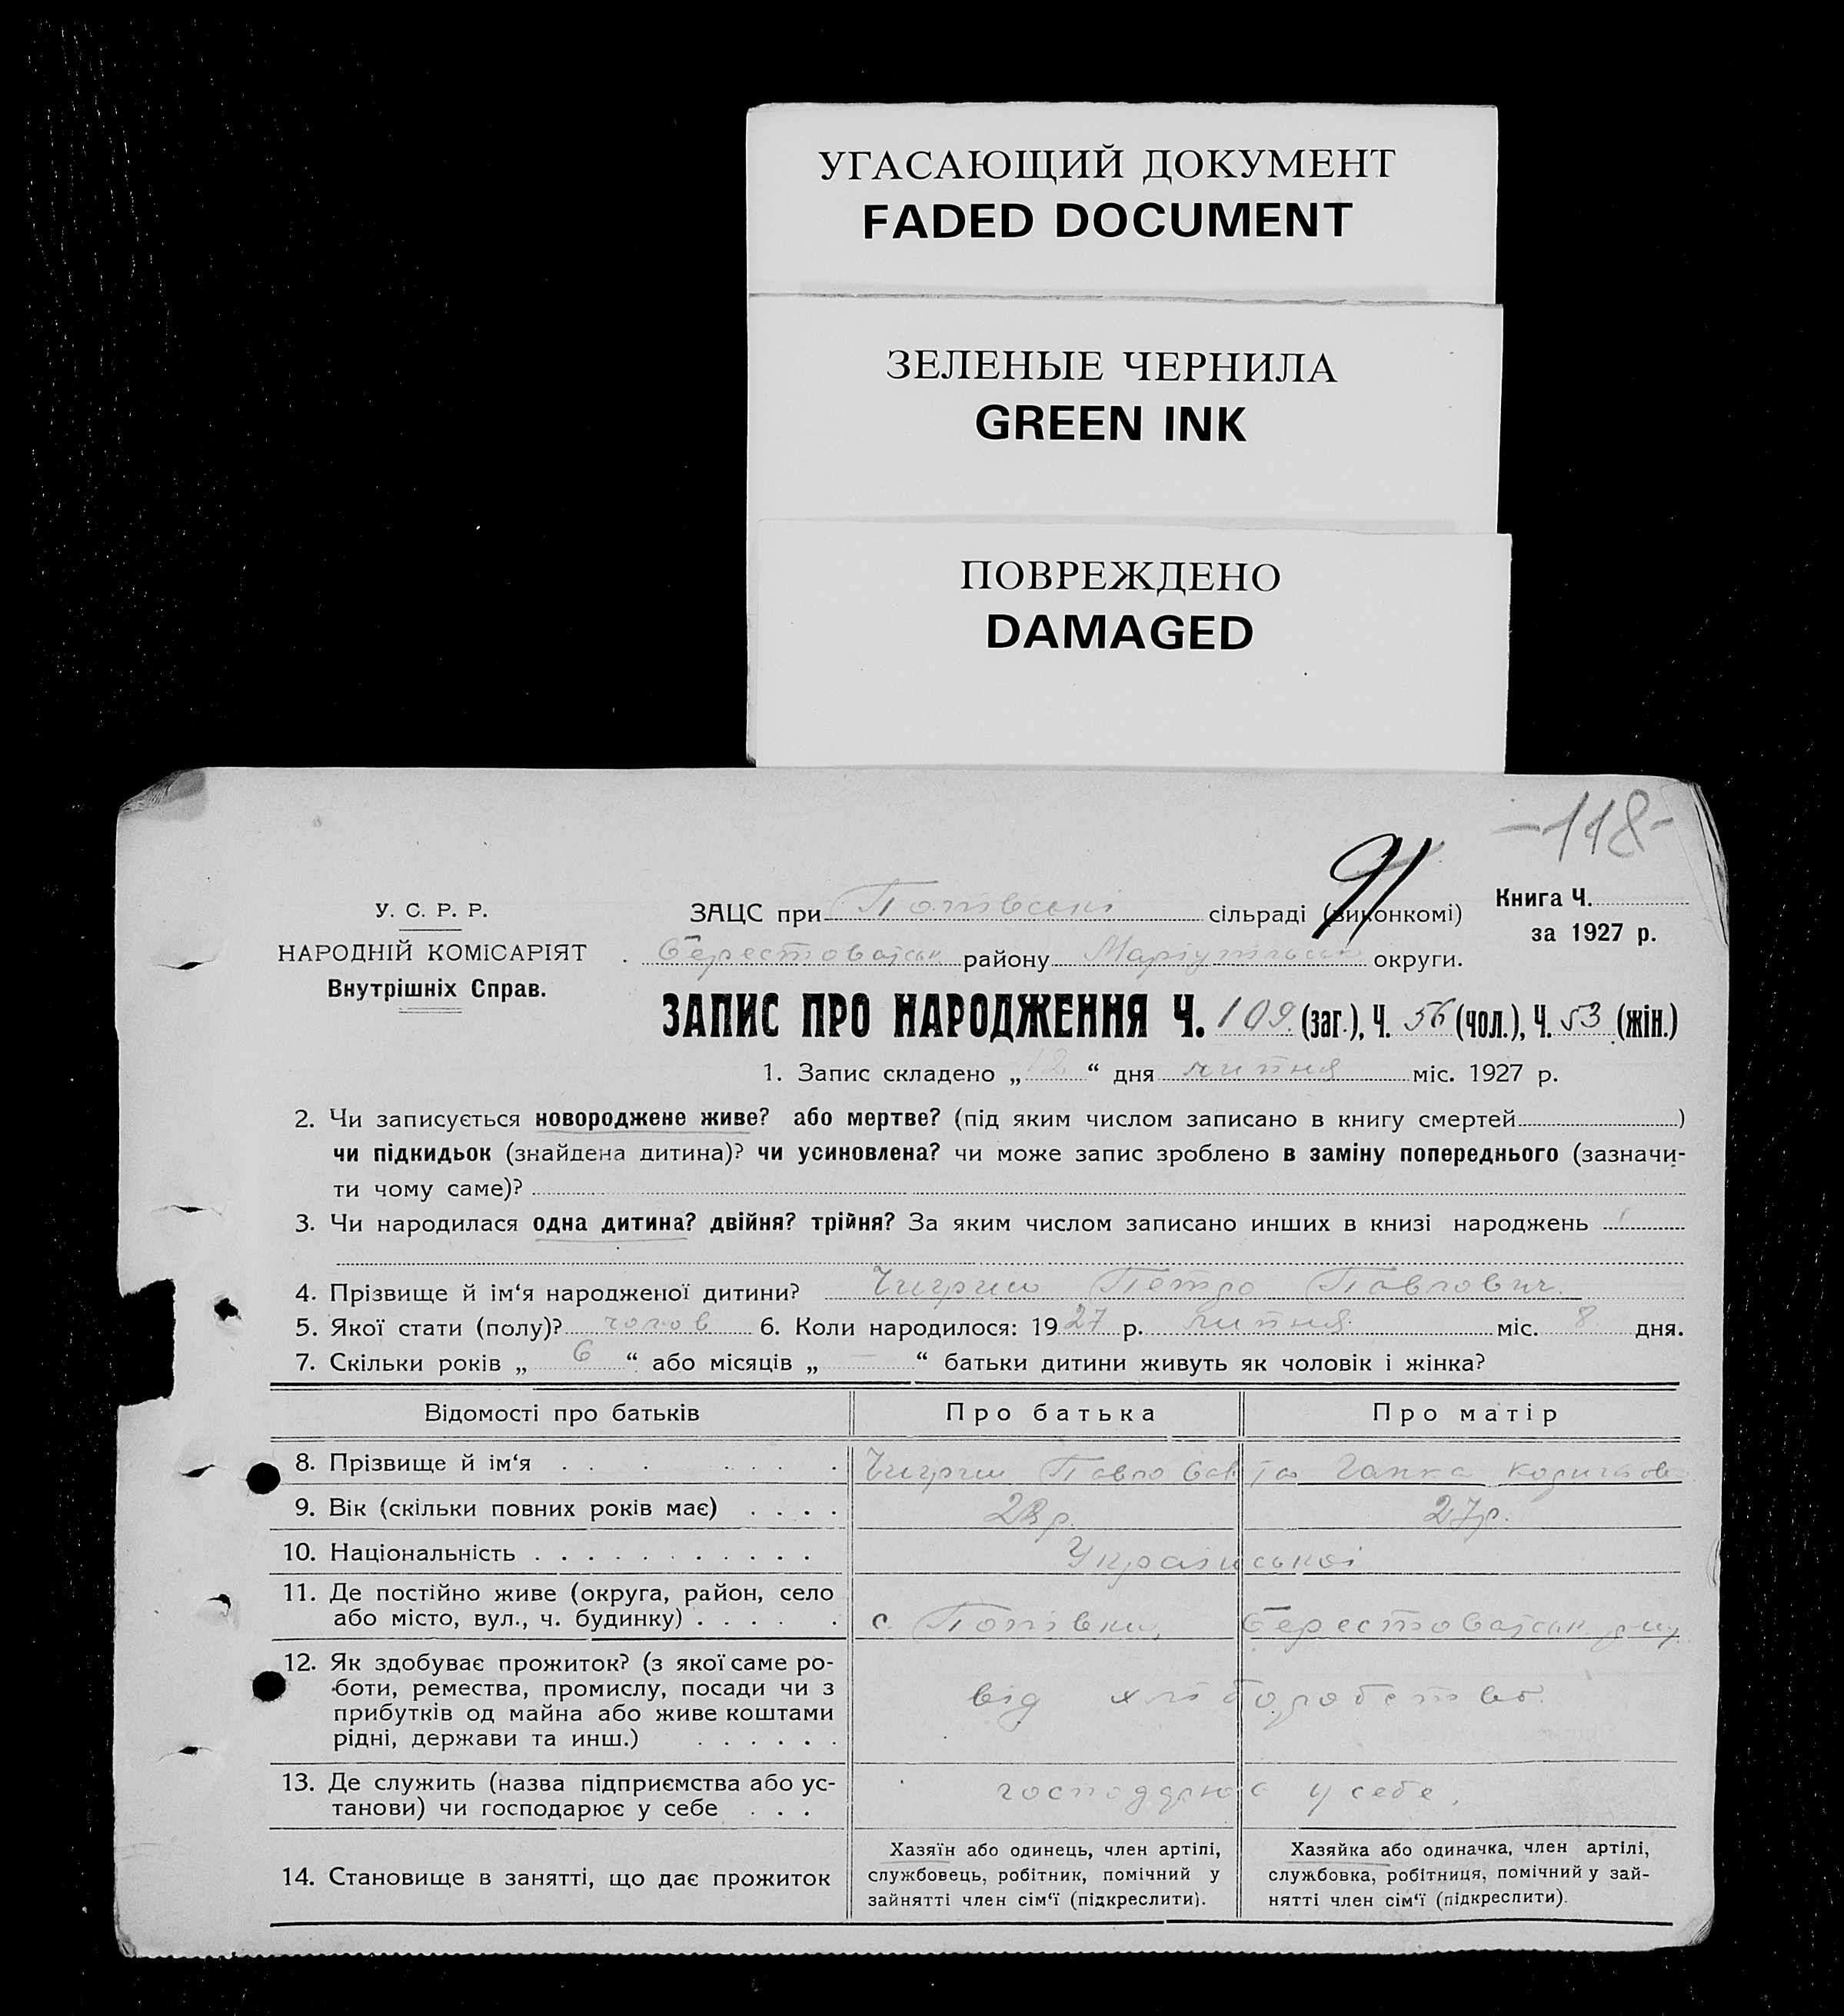 УГАСАЮЩИЙ ДОКУМЕНТ
FADED DOCUMENT
ЗЕЛЕНЫЕ ЧЕРНИЛА
GREEN INK
ПОВРЕЖДЕНО
DAMAGED
-118-
91
У. С. Р. Р.
НАРОДНІЙ КОМІСАРІЯТ
Внутрішніх Справ.
ЗАЦС при Попівські сільраді (виконкомі)
Берестовській району Маріупільської округи.
Книга Ч.
за 1927 р.
ЗАПИС ПРО НАРОДЖЕННЯ Ч. 109 (заг.), Ч. 56 (чол.), Ч. 53 (жін.)
1. Запис складено „ 12 “ дня липня міс. 1927 р.
2. Чи записується новороджене живе? або мертве? (під яким числом записано в книгу смертей )
чи підкидьок (знайдена дитина)? чи усиновлена? чи може запис зроблено в заміну попереднього (зазначи-
ти чому саме)?
3. Чи народилася одна дитина? двійня? трійня? За яким числом записано инших в книзі народжень
4. Прізвище й ім‘я народженої дитини? Чигрин Петро Павлович.
5. Якої стати (полу)? чолов 6. Коли народилося: 1927 р. липня міс. 8 дня.
7. Скільки років „ 6 “ або місяців „ — “ батьки дитини живуть як чоловік і жінка?
Відомості про батьків Про батька Про матір
8. Прізвище й ім‘я . . . . . . . Чигрин Павло та Гапка
9. Вік (скільки повних років має) . . . . 28 р. 27 р.
10. Національність . . . . . . . . . . . Українські
11. Де постійно живе (округа, район, село
або місто, вул., ч. будинку) . . . . . с. Попівки, р-ну
12. Як здобуває прожиток? (з якої саме ро-
боти, ремества, промислу, посади чи з
прибутків од майна або живе коштами
рідні, держави та инш.) . . . . . . від хліборобства.
13. Де служить (назва підприємства або ус-
танови) чи господарює у себе . . . господарює у себе.
14. Становище в занятті, що дає прожиток
Хазяїн або одинець, член артілі,
службовець, робітник, помічний у
зайнятті член сім‘ї (підкреслити).
Хазяйка або одиначка, член артілі,
службовка, робітниця, помічний у зай-
нятті член сім‘ї (підкреслити).